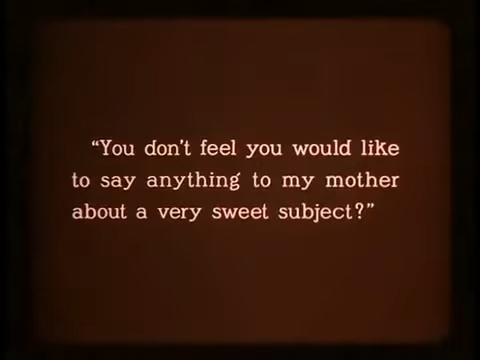 “You don't feel you would like
to say anything to my mother
about a very sweet subject?”